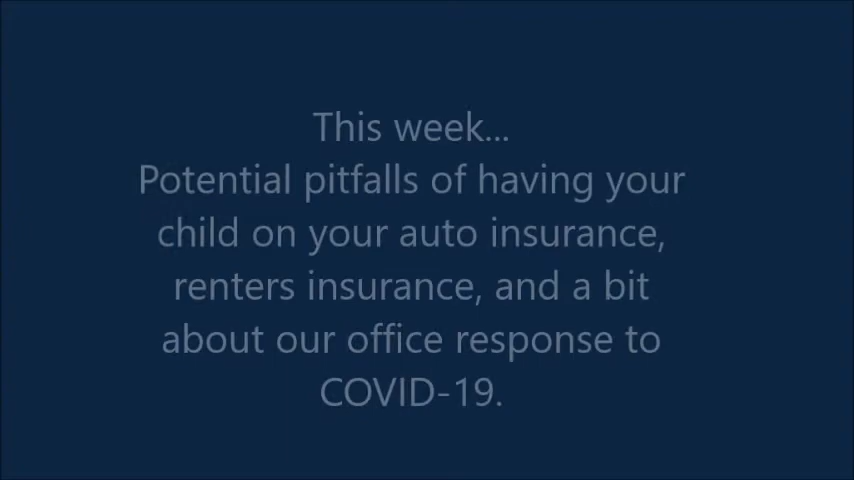 This week...
Potential pitfalls of having your
child on your auto insurance,
renters insurance, and a bit
about our office response to
COVID-19.